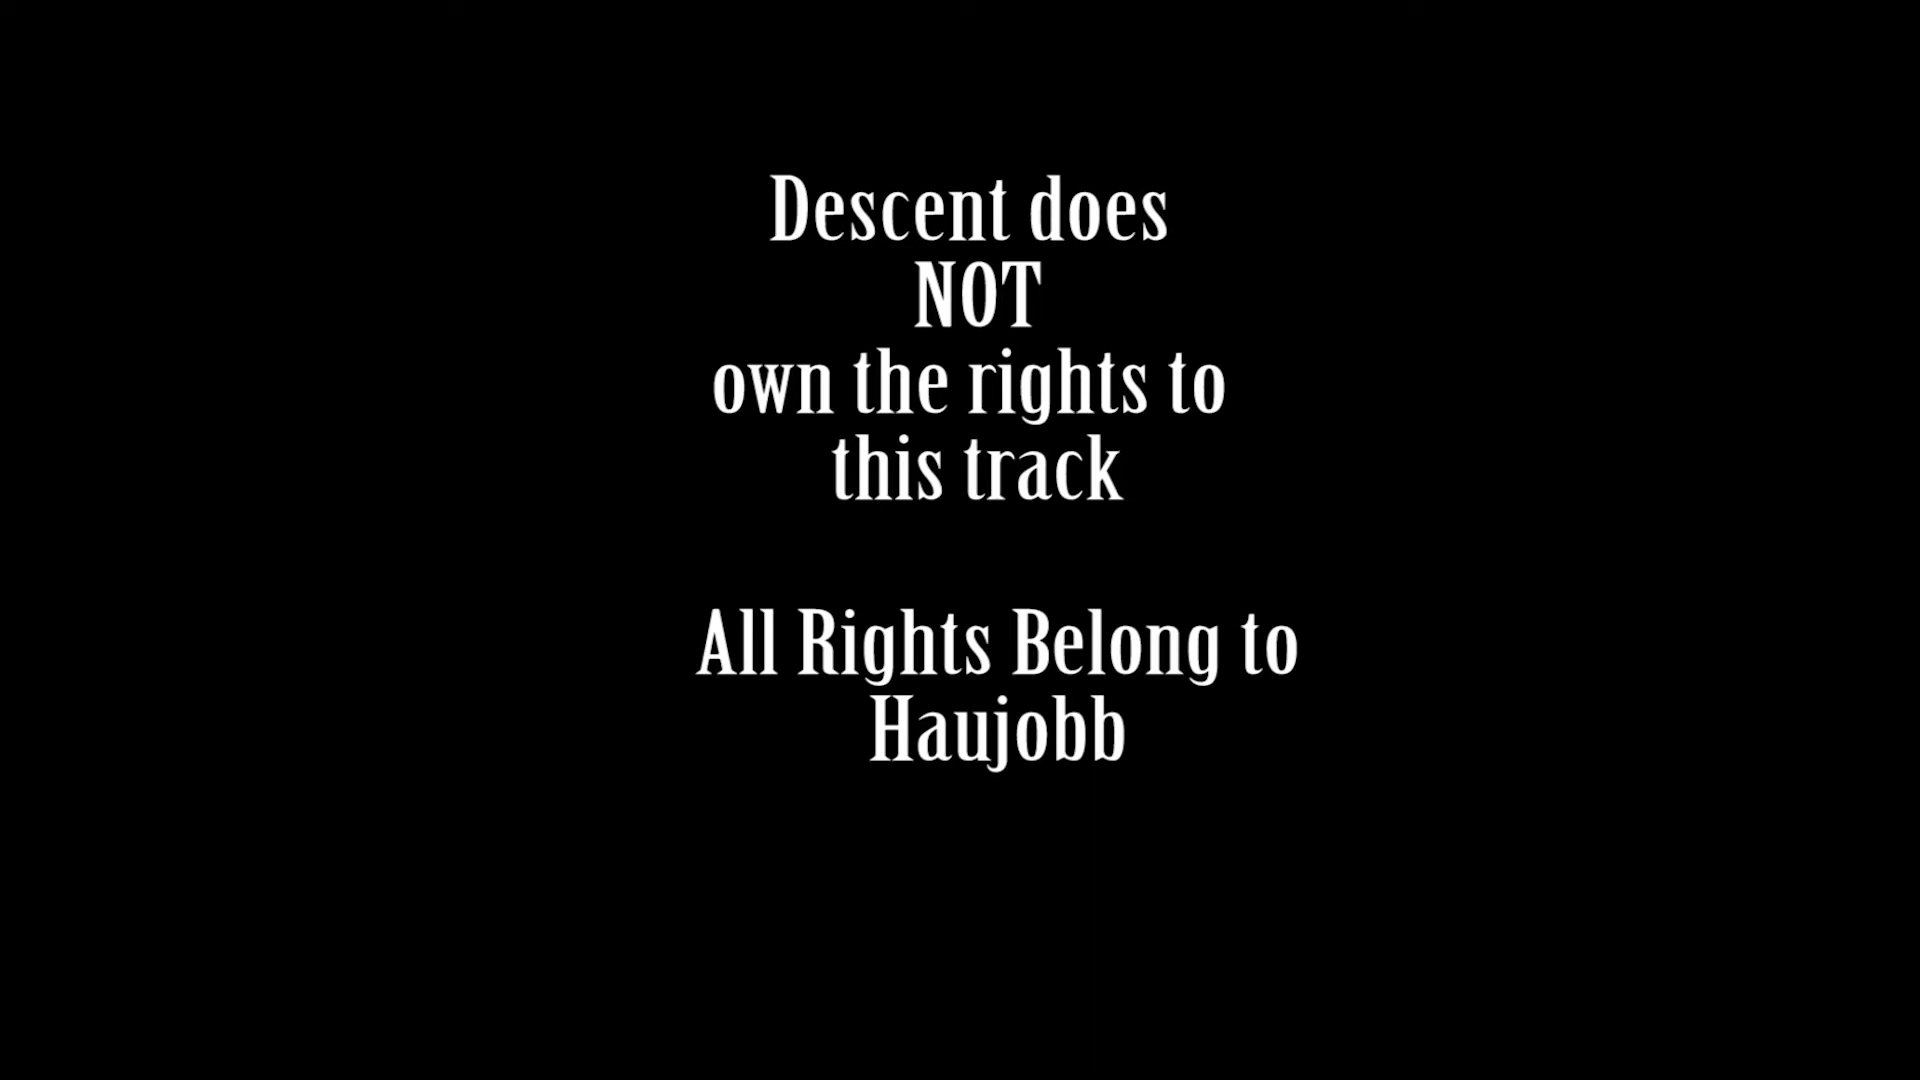 Descent does
NOT
own the rights to
this track
All Rights Belong to
Haujobb